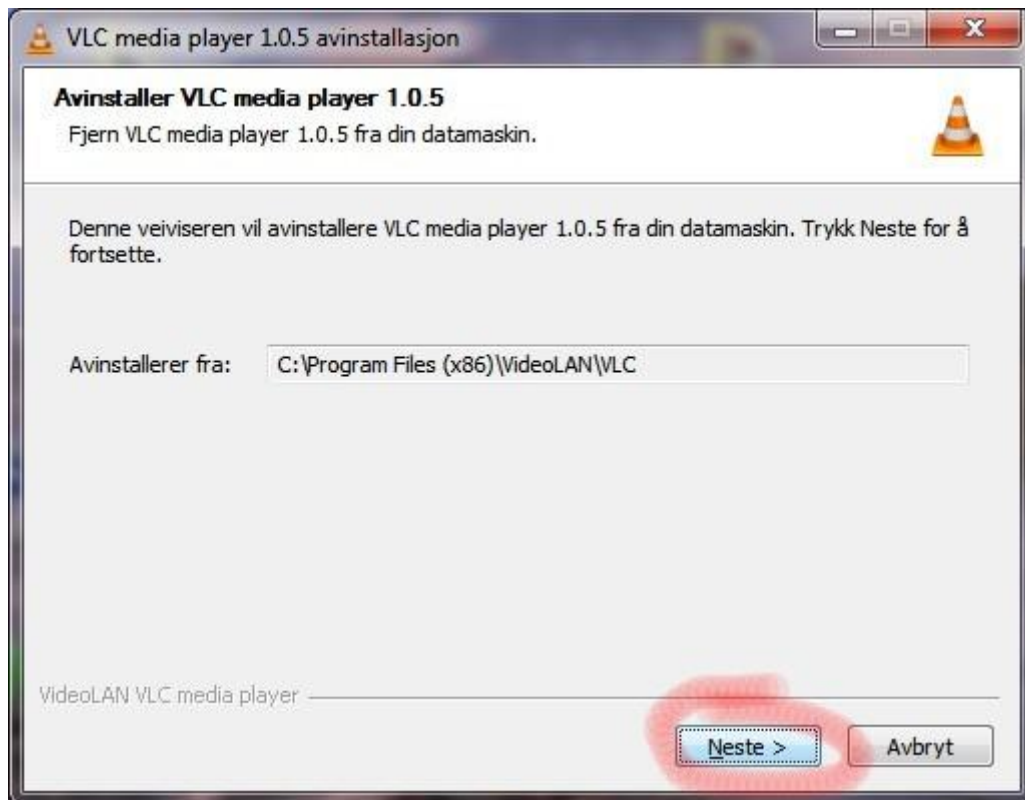 VLC media player 1.0.5 avinstallasjon
Avinstaller VLC media player 1.0.5
Fjern VLC media player 1.0.5 fra din datamaskin.
Denne veiviseren vil avinstallere VLC media player 1.0.5 fra din datamaskin. Trykk Neste for å
fortsette.
Avinstallerer fra: C:\Program Files (x86)\VideoLAN\VLC
VideoLAN VLC media player
Neste > Avbryt